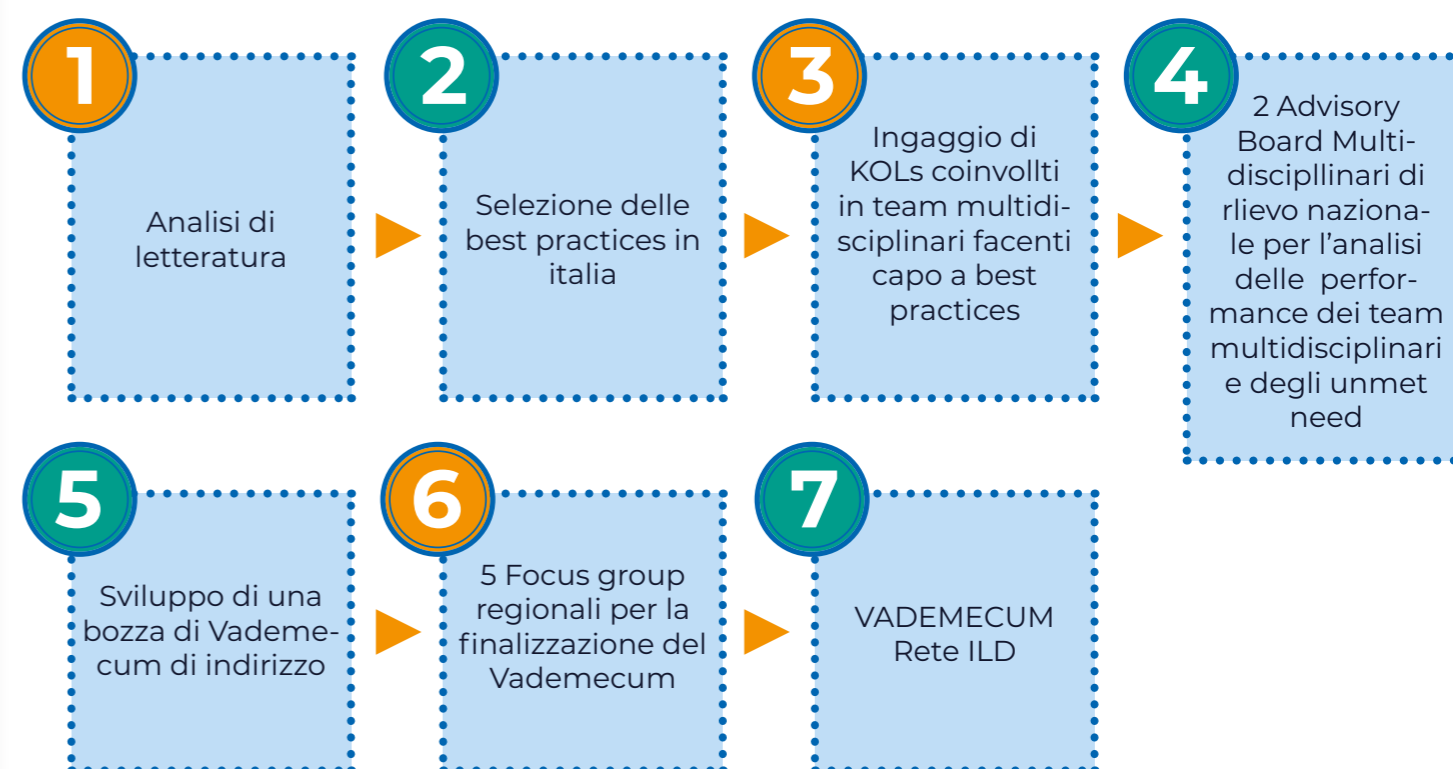 1
Analisi di
letteratura
2
Selezione delle
best practices in
italia
3
Ingaggio di
KOLs coinvollti
in team multidi-
sciplinari facenti
capo a best
practices
4
2 Advisory
Board Multi-
discipllinari di
rlievo naziona-
le per l’analisi
delle perfor-
mance dei team
multidisciplinari
e degli unmet
need
5
Sviluppo di una
bozza di Vademe-
cum di indirizzo
6
5 Focus group
regionali per la
finalizzazione del
Vademecum
7
VADEMECUM
Rete ILD